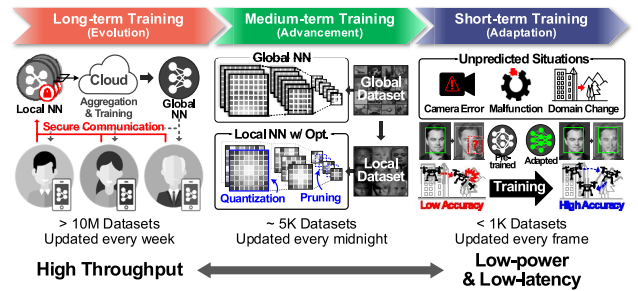 Long-term Training
(Evolution)
Medium-term Training
(Advancement)
Short-term Training
(Adaptation)
Local NN
Cloud
Aggregation
& Training
Global
NN
Secure Communication
> 10M Datasets
Updated every week
Global NN
Global
Dataset
Local NN w/ Opt.
Quantization
Pruning
Local
Dataset
~ 5K Datasets
Updated every midnight
Unpredicted Situations
Camera Error
Malfunction
Domain Change
Pre-
trained
Adapted
Low Accuracy
Training
High Accuracy
< 1K Datasets
Updated every frame
High Throughput
Low-power
& Low-latency